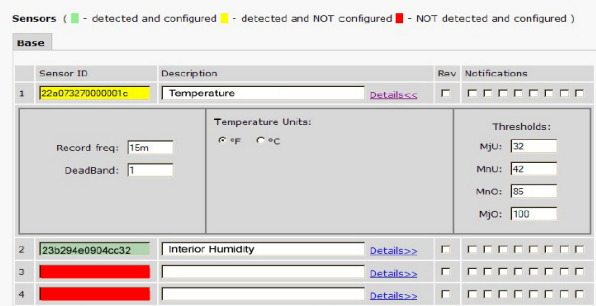 Sensors ( - detected and configured - detected and NOT configured - NOT detected and configured )
Base
Sensor ID Description Rev Notifications
1 22a073270000001c Temperature Details<<
Temperature Units:
Thresholds:
°F °C
Record freq: 15m
MjU: 32
DeadBand: 1
MnU: 42
MnO: 85
MjO: 100
2 23b294e0904cc32 Interior Humidity Details>>
3 Details>>
4 Details>>